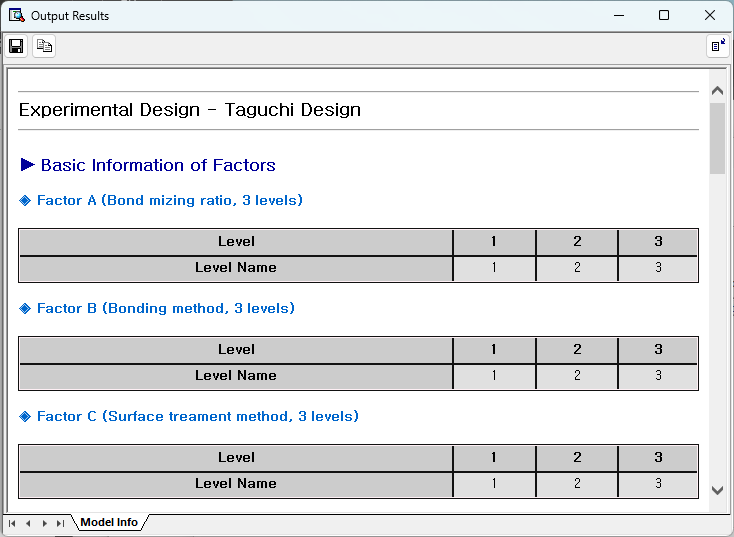 Output Results
Experimental Design - Taguchi Design
► Basic Information of Factors
◈ Factor A (Bond mizing ratio, 3 levels)
Level 1 2 3
Level Name 1 2 3
◈ Factor B (Bonding method, 3 levels)
Level 1 2 3
Level Name 1 2 3
◈ Factor C (Surface treament method, 3 levels)
Level 1 2 3
Level Name 1 2 3
Model Info